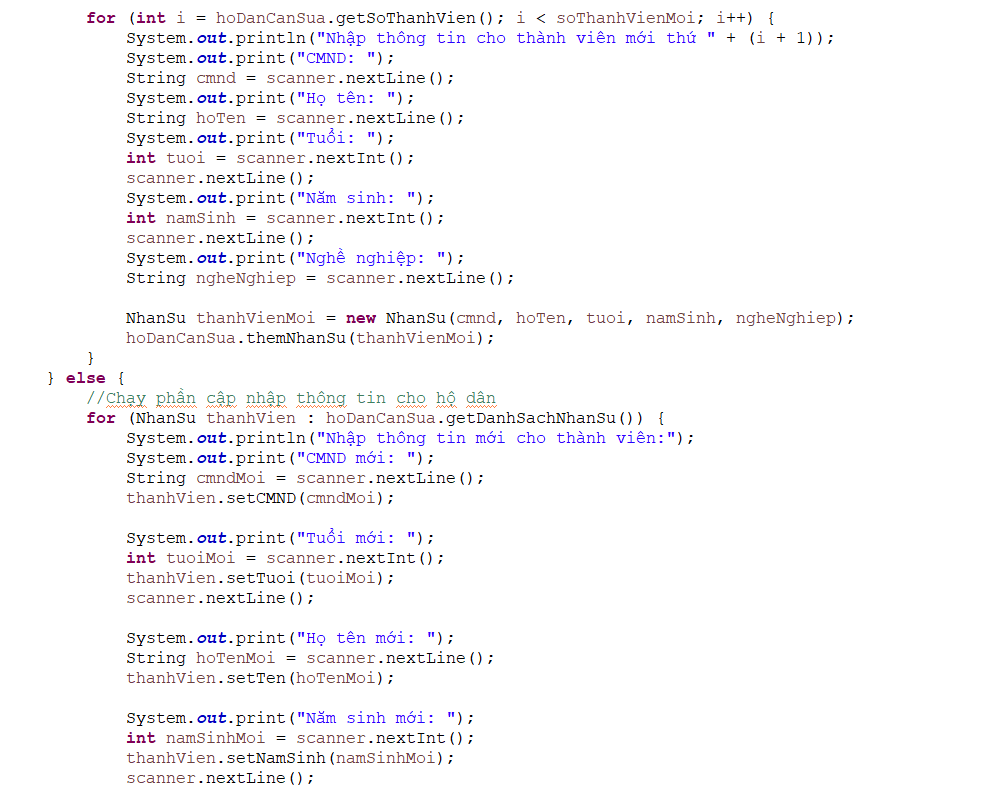 for (int i = hoDanCanSua.getSoThanhVien(); i < soThanhVienMoi; i++) {
System.out.println("Nhập thông tin cho thành viên mới thứ " + (i + 1));
System.out.print("CMND: ");
String cmnd = scanner.nextLine();
System.out.print("Họ tên: ");
String hoTen = scanner.nextLine();
System.out.print("Tuổi: ");
int tuoi = scanner.nextInt();
scanner.nextLine();
System.out.print("Năm sinh: ");
int namSinh = scanner.nextInt();
scanner.nextLine();
System.out.print("Nghề nghiệp: ");
String ngheNghiep = scanner.nextLine();
NhanSu thanhVienMoi = new NhanSu(cmnd, hoTen, tuoi, namSinh, ngheNghiep);
hoDanCanSua.themNhanSu(thanhVienMoi);
}
} else {
//Chạy phần cập nhập thông tin cho hộ dân
for (NhanSu thanhVien : hoDanCanSua.getDanhSachNhanSu()) {
System.out.println("Nhập thông tin mới cho thành viên:");
System.out.print("CMND mới: ");
String cmndMoi = scanner.nextLine();
thanhVien.setCMND(cmndMoi);
System.out.print("Tuổi mới: ");
int tuoiMoi = scanner.nextInt();
thanhVien.setTuoi(tuoiMoi);
scanner.nextLine();
System.out.print("Họ tên mới: ");
String hoTenMoi = scanner.nextLine();
thanhVien.setTen(hoTenMoi);
System.out.print("Năm sinh mới: ");
int namSinhMoi = scanner.nextInt();
thanhVien.setNamSinh(namSinhMoi);
scanner.nextLine();